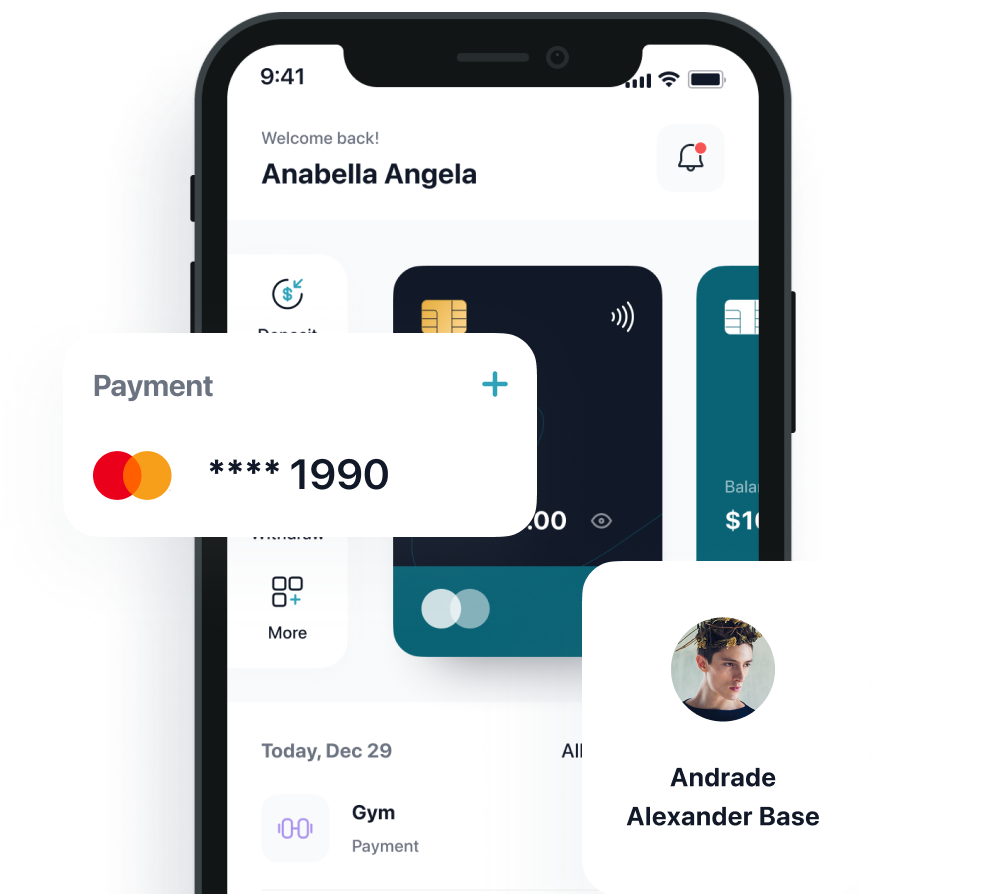 9:41
Welcome back!
Anabella Angela
Deposit
Payment
**** 1990
.00
Withdraw
More
$1
Andrade
Alexander Base
Today, Dec 29
All
Gym
Payment